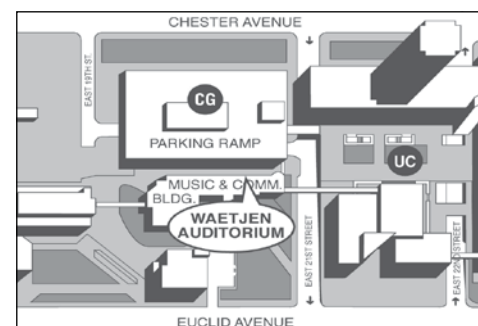 CHESTER AVENUE
EAST 19TH ST.
CG
PARKING RAMP
UC
MUSIC & COMM.
BLDG.
WAETJEN
AUDITORIUM
EAST 21ST STREET
EAST 22ND STREET
EUCLID AVENUE